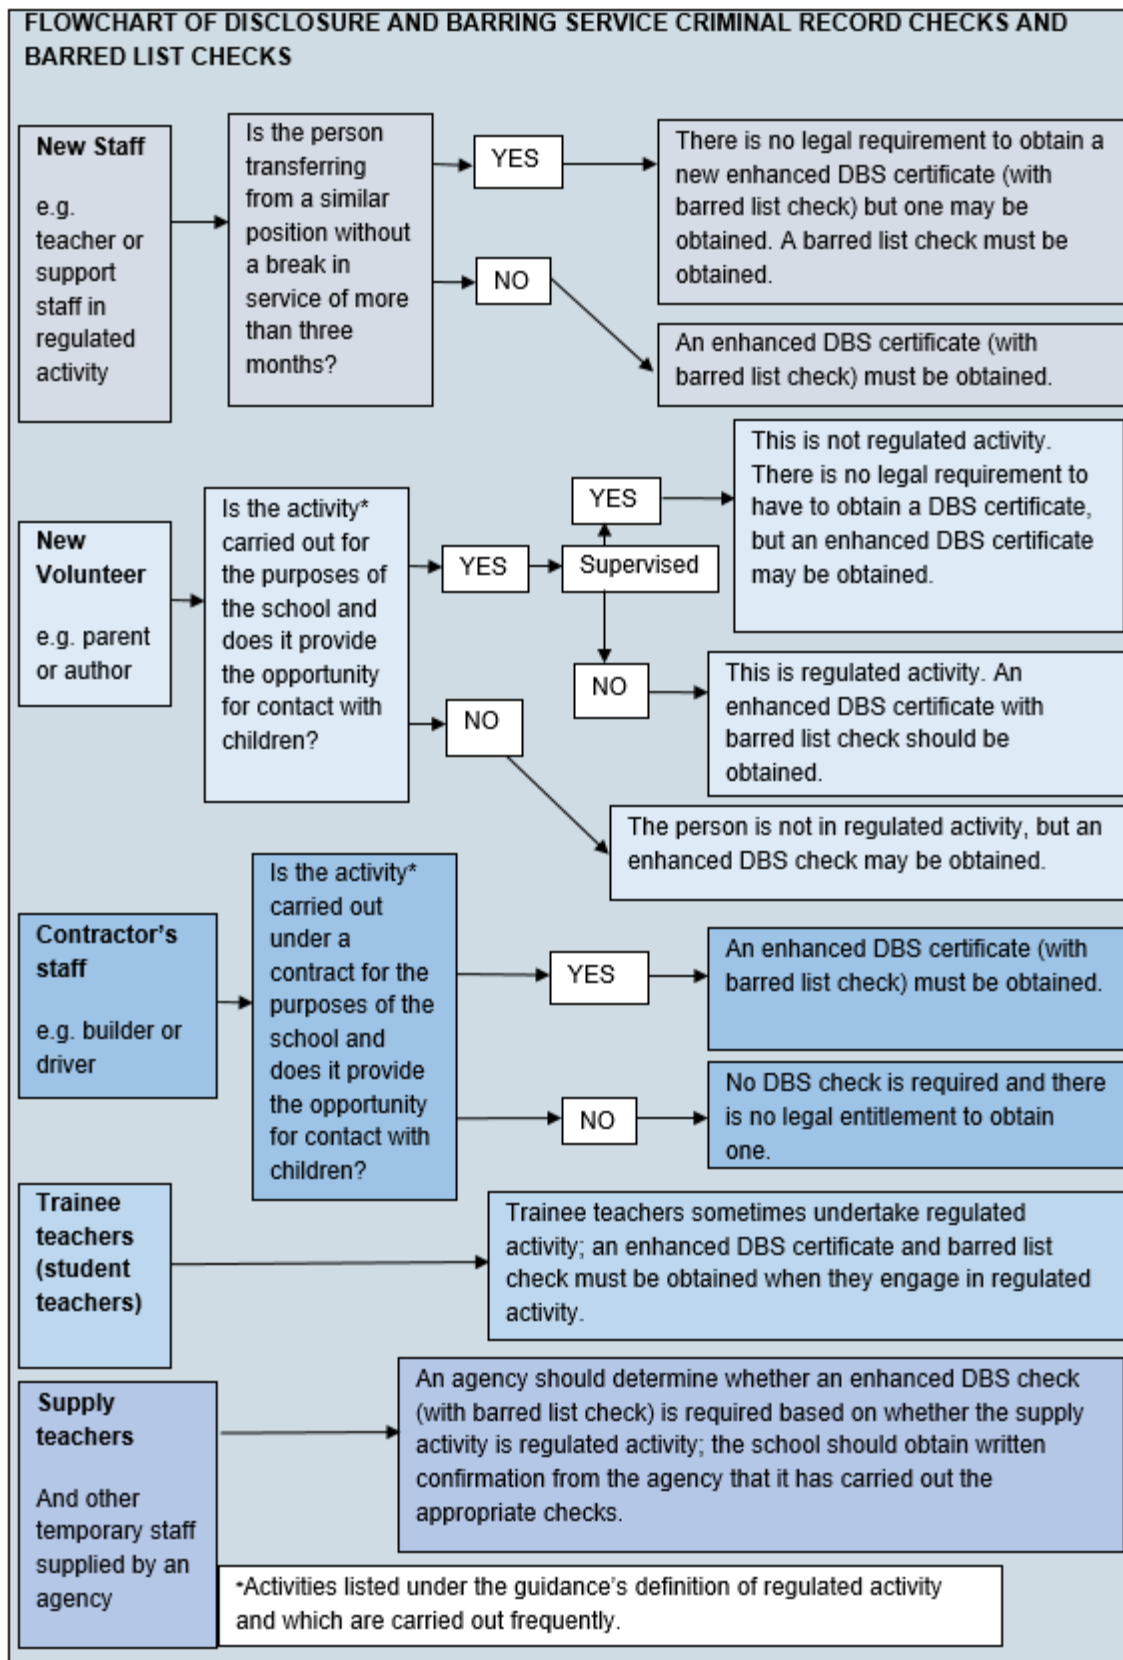 FLOWCHART OF DISCLOSURE AND BARRING SERVICE CRIMINAL RECORD CHECKS AND
BARRED LIST CHECKS
New Staff
e.g.
teacher or
support
staff in
regulated
activity
Is the person
transferring
from a similar
position without
a break in
service of more
than three
months?
YES
There is no legal requirement to obtain a
new enhanced DBS certificate (with
barred list check) but one may be
obtained. A barred list check must be
obtained.
NO
An enhanced DBS certificate (with
barred list check) must be obtained.
New
Volunteer
e.g. parent
or author
Is the activity*
carried out for
the purposes of
the school and
does it provide
the opportunity
for contact with
children?
YES
Supervised
YES
This is not regulated activity.
There is no legal requirement to
have to obtain a DBS certificate,
but an enhanced DBS certificate
may be obtained.
NO
This is regulated activity. An
enhanced DBS certificate with
barred list check should be
obtained.
NO
The person is not in regulated activity, but an
enhanced DBS check may be obtained.
Contractor's
staff
e.g. builder or
driver
Is the activity*
carried out
under a
contract for the
purposes of the
school and
does it provide
the opportunity
for contact with
children?
YES
An enhanced DBS certificate (with
barred list check) must be obtained.
NO
No DBS check is required and there
is no legal entitlement to obtain
one.
Trainee
teachers
(student
teachers)
Trainee teachers sometimes undertake regulated
activity; an enhanced DBS certificate and barred list
check must be obtained when they engage in regulated
activity.
Supply
teachers
And other
temporary staff
supplied by an
agency
An agency should determine whether an enhanced DBS check
(with barred list check) is required based on whether the supply
activity is regulated activity; the school should obtain written
confirmation from the agency that it has carried out the
appropriate checks.
*Activities listed under the guidance's definition of regulated activity
and which are carried out frequently.